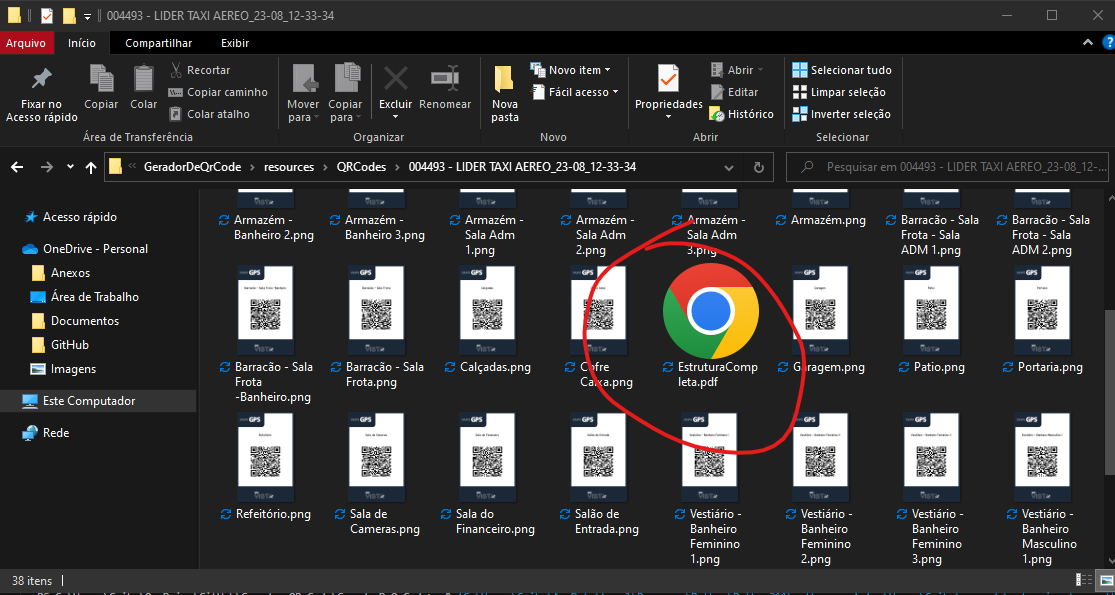 004493 - LIDER TAXI AEREO_23-08_12-33-34
Arquivo
Início
Compartilhar
Exibir
Fixar no
Acesso rápido
Copiar
Colar
Recortar
Copiar caminho
Colar atalho
Área de Transferência
Mover
para
Copiar
para
Excluir
Renomear
Organizar
Nova
pasta
Novo item
Fácil acesso
Novo
Propriedades
Abrir
Editar
Histórico
Abrir
Selecionar tudo
Limpar seleção
Inverter seleção
Selecionar
« GeradorDeQrCode > resources > QRCodes > 004493 - LIDER TAXI AEREO_23-08_12-33-34
Pesquisar em 004493 - LIDER TAXI AEREO_23-08_12-...
Acesso rápido
OneDrive - Personal
Anexos
Área de Trabalho
Documentos
GitHub
Imagens
Este Computador
Rede
Armazém -
Banheiro 2.png
Armazém -
Banheiro 3.png
Armazém -
Sala Adm
1.png
Armazém -
Sala Adm
2.png
Armazém -
Sala Adm
3.png
Armazém.png
Barracão - Sala
Frota - Sala
ADM 1.png
Barracão - Sala
Frota - Sala
ADM 2.png
Barracão - Sala
Frota
-Banheiro.png
Barracão - Sala
Frota.png
Calçadas.png
Cofre
Caixa.png
EstruturaComp
leta.pdf
Garagem.png
Patio.png
Portaria.png
Refeitório.png
Sala de
Cameras.png
Sala do
Financeiro.png
Salão de
Entrada.png
Vestiário -
Banheiro
Feminino
1.png
Vestiário -
Banheiro
Feminino
2.png
Vestiário -
Banheiro
Feminino
3.png
Vestiário -
Banheiro
Masculino
1.png
38 itens